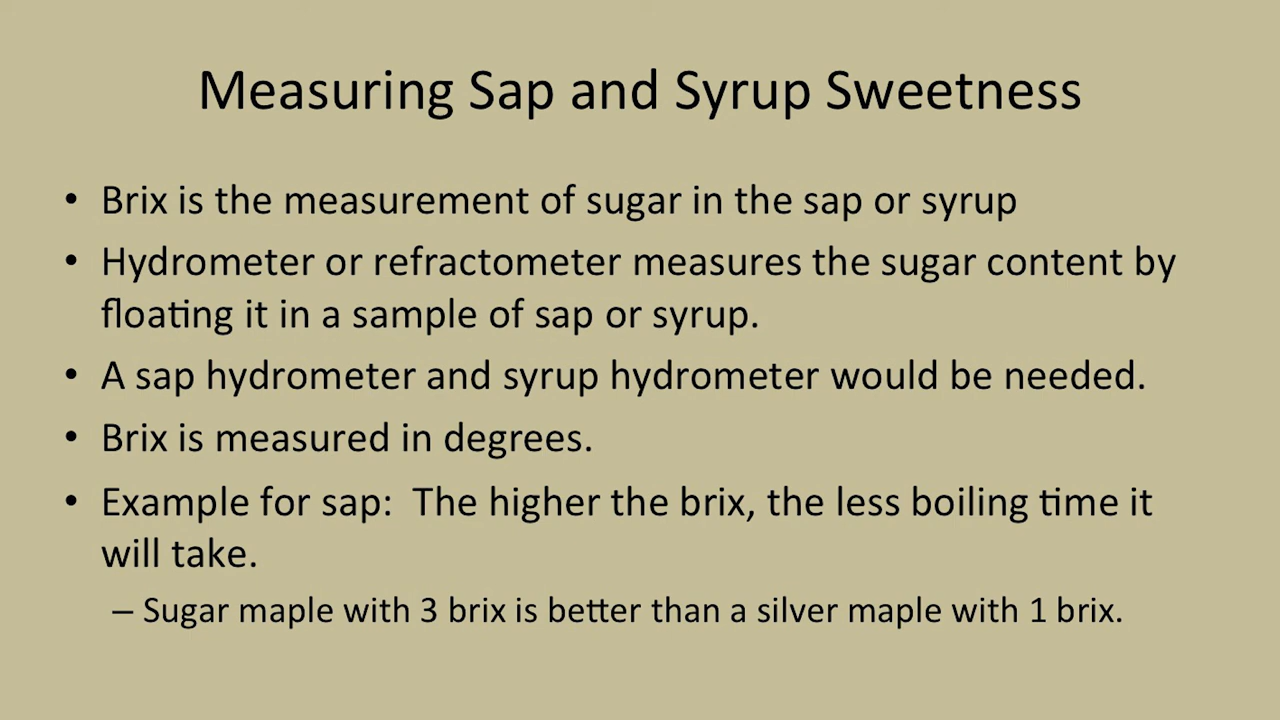 Measuring Sap and Syrup Sweetness
• Brix is the measurement of sugar in the sap or syrup
• Hydrometer or refractometer measures the sugar content by
floating it in a sample of sap or syrup.
• A sap hydrometer and syrup hydrometer would be needed.
• Brix is measured in degrees.
• Example for sap:  The higher the brix, the less boiling time it
will take.
– Sugar maple with 3 brix is better than a silver maple with 1 brix.